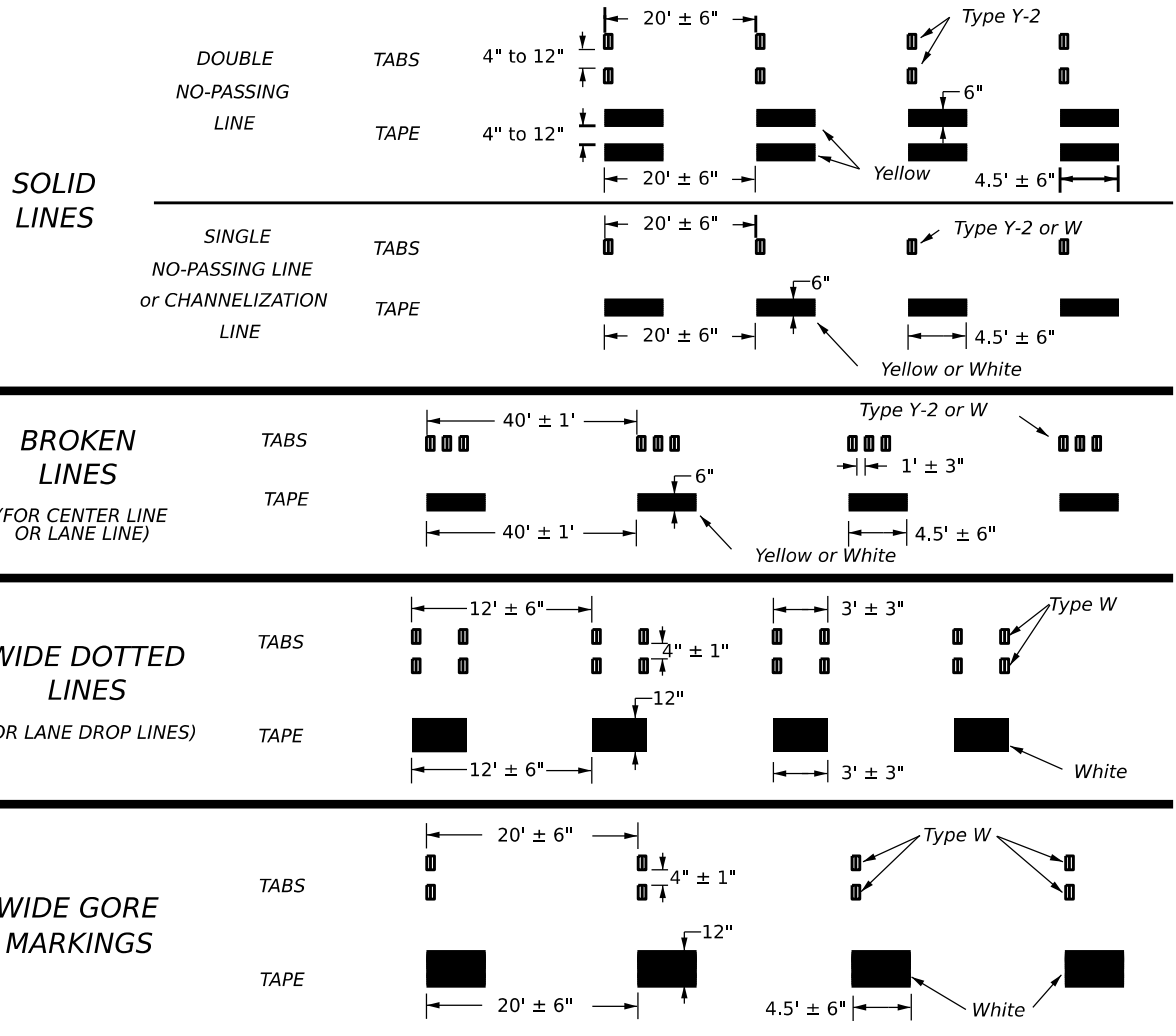 20' ± 6"
Type Y-2
DOUBLE
NO-PASSING
LINE
TABS
4" to 12"
6"
TAPE
4" to 12"
Yellow
20' ± 6"
4.5' ± 6"
SOLID
LINES
20' ± 6"
Type Y-2 or W
SINGLE
NO-PASSING LINE
or CHANNELIZATION
LINE
TABS
6"
TAPE
20' ± 6"
4.5' ± 6"
Yellow or White
BROKEN
LINES
(FOR CENTER LINE
OR LANE LINE)
TABS
40' ± 1'
Type Y-2 or W
1' ± 3"
TAPE
6"
40' ± 1'
4.5' ± 6"
Yellow or White
WIDE DOTTED
LINES
OR LANE DROP LINES)
TABS
12' ± 6"
3' ± 3"
Type W
4" ± 1"
12"
TAPE
12' ± 6"
3' ± 3"
White
WIDE GORE
MARKINGS
20' ± 6"
Type W
TABS
4" ± 1"
12"
TAPE
20' ± 6"
4.5' ± 6"
White